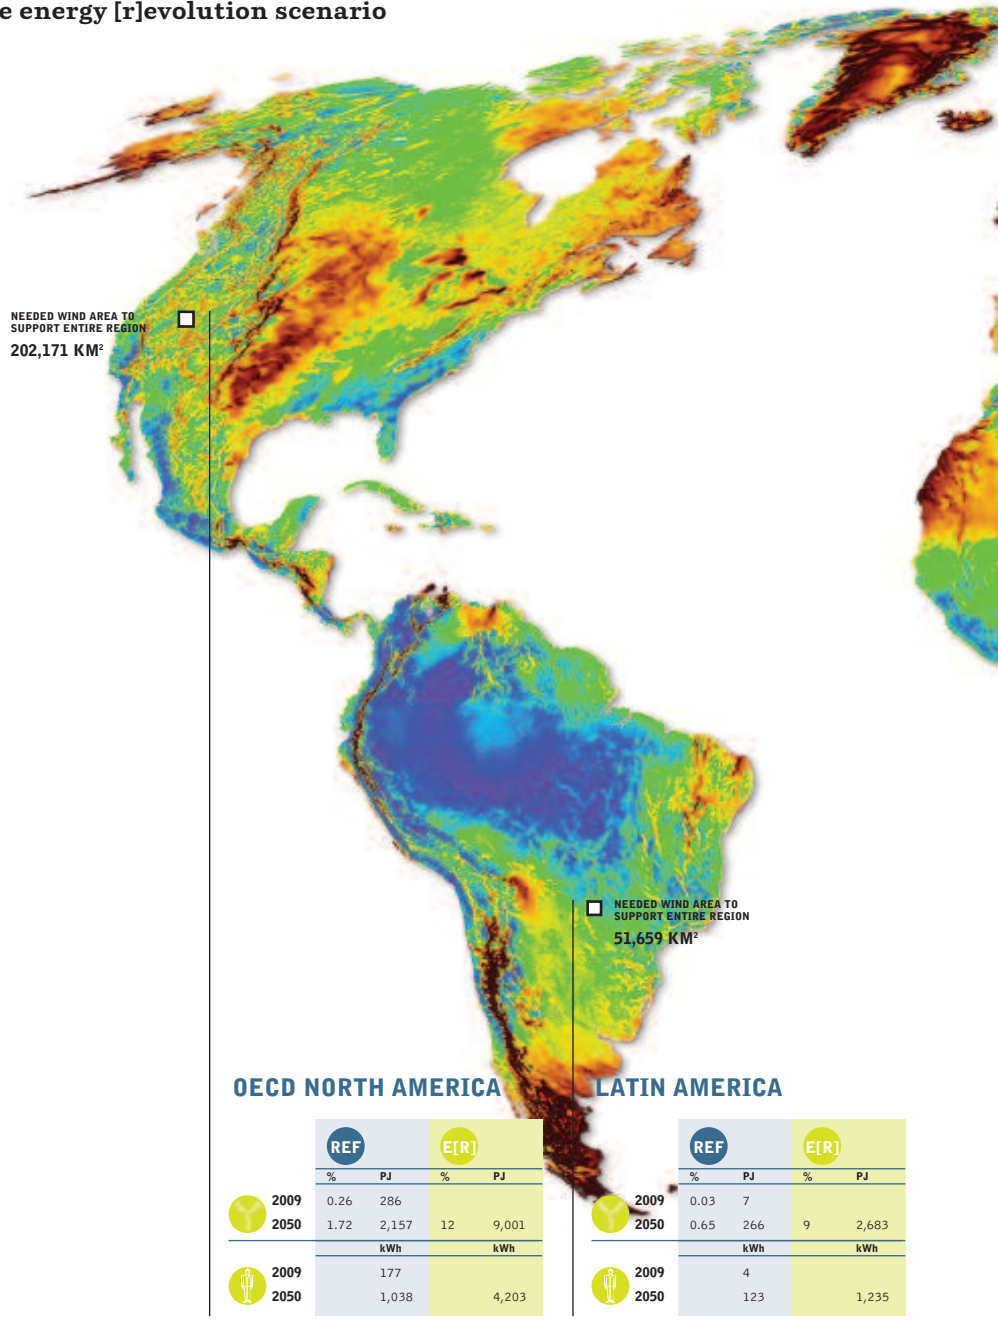 e energy [r]evolution scenario
NEEDED WIND AREA TO
SUPPORT ENTIRE REGION
202,171 KM²
NEEDED WIND AREA TO
SUPPORT ENTIRE REGION
51,659 KM²
OECD NORTH AMERICA
REF E[R]
% PJ % PJ
2009 0.26 286
2050 1.72 2,157 12 9,001
kWh kWh
2009 177
2050 1,038 4,203
LATIN AMERICA
REF E[R]
% PJ % PJ
2009 0.03 7
2050 0.65 266 9 2,683
kWh kWh
2009 4
2050 123 1,235